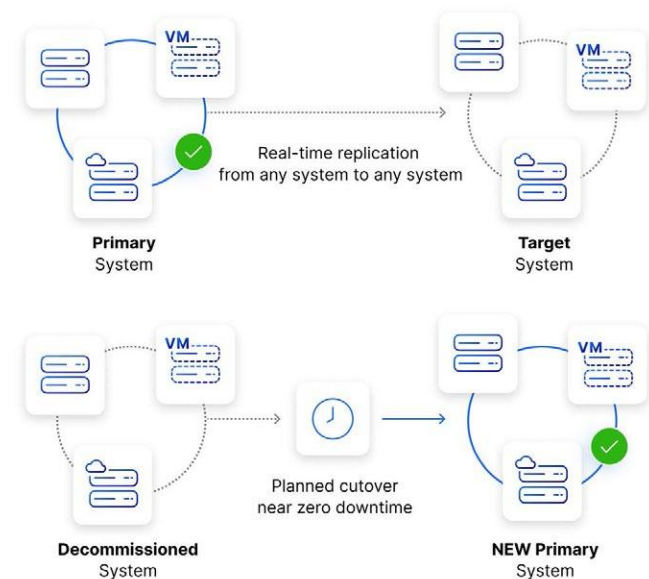 VM
VM
Real-time replication
from any system to any system
Primary
System
Target
System
VM
VM
Planned cutover
near zero downtime
Decommissioned
System
NEW Primary
System